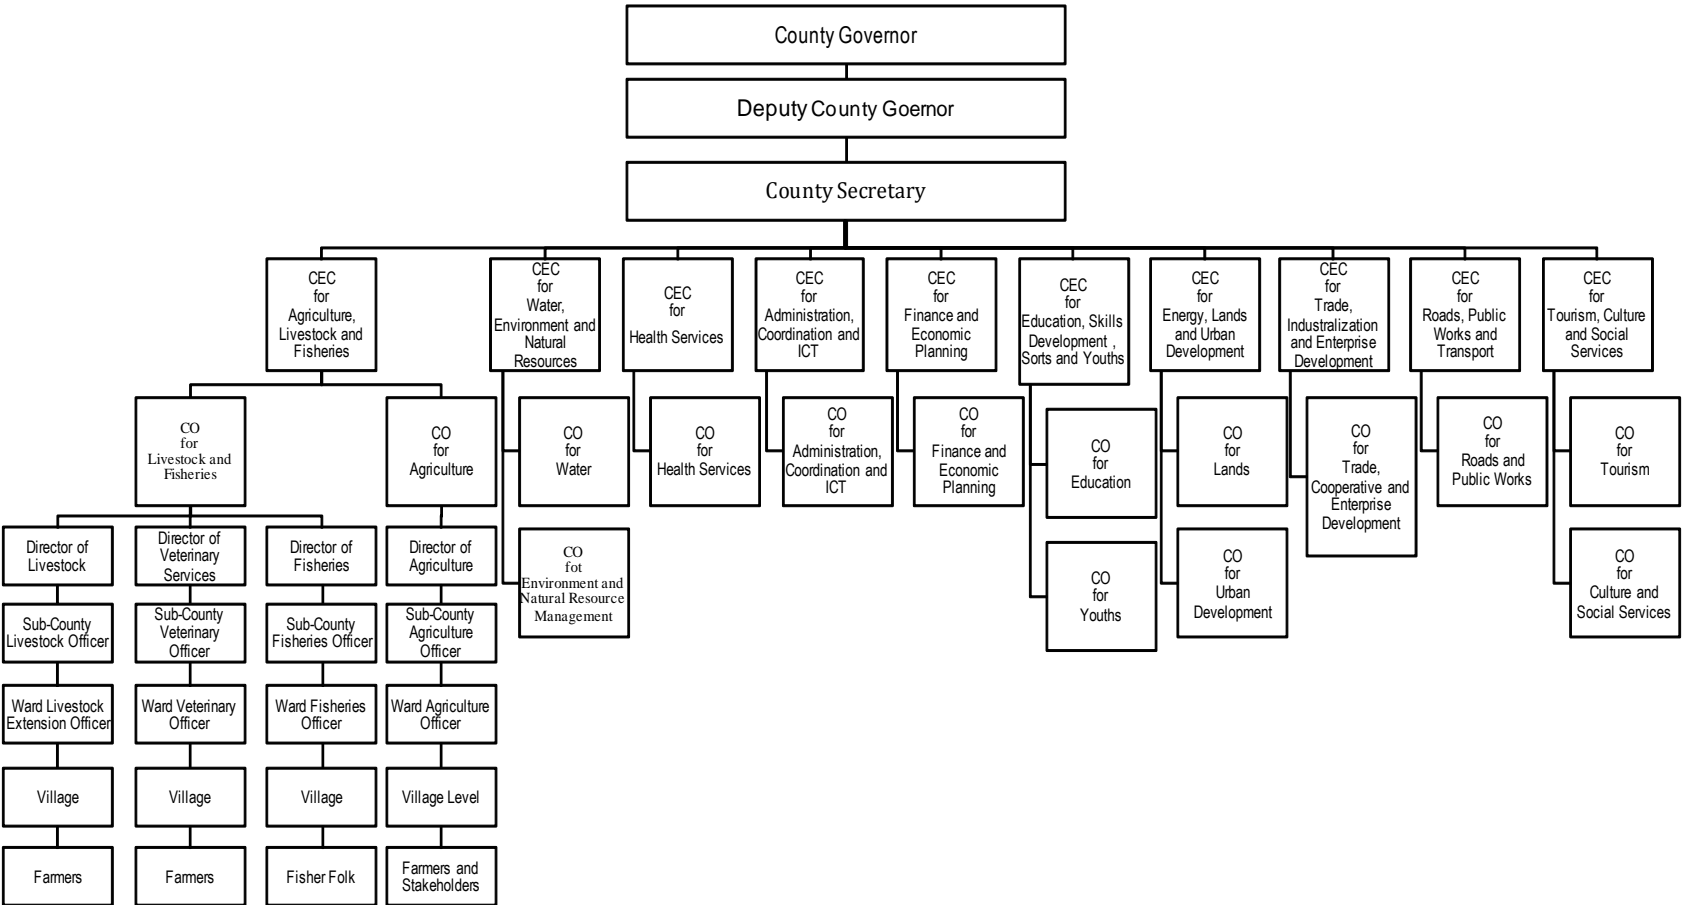 County Governor
Deputy County Goemor
County Secretary
CEC
for
Agriculture,
Livestock and
Fisheries
CEC
for
Water,
Environment and
Natural
Resources
CEC
for
Health Services
CEC
for
Administration,
Coordination and
ICT
CEC
for
Finance and
Economic
Planning
CEC
for
Education, Skills
Development ,
Sorts and Youths
CEC
for
Energy, Lands
and Urban
Development
CEC
for
Trade,
Industralization
and Enterprise
Development
CEC
for
Roads, Public
Works and
Transport
CEC
for
Tourism, Culture
and Social
Services
CO
for
Livestock and
Fisheries
CO
for
Agriculture
CO
for
Water
CO
for
Health Services
CO
for
Administration,
Coordination and
ICT
CO
for
Finance and
Economic
Planning
CO
for
Education
CO
for
Lands
CO
for
Trade,
Cooperative and
Enterprise
Development
CO
for
Roads and
Public Works
CO
for
Tourism
Director of
Livestock
Director of
Veterinary
Services
Director of
Fisheries
Director of
Agriculture
CO
fot
Environment and
Natural Resource
Management
CO
for
Youths
CO
for
Urban
Development
CO
for
Culture and
Social Services
Sub-County
Livestock Officer
Sub-County
Veterinary
Officer
Sub-County
Fisheries Officer
Sub-County
Agriculture
Officer
Ward Livestock
Extension Officer
Ward Veterinary
Officer
Ward Fisheries
Officer
Ward Agriculture
Officer
Village
Village
Village
Village Level
Farmers
Farmers
Fisher Folk
Farmers and
Stakeholders